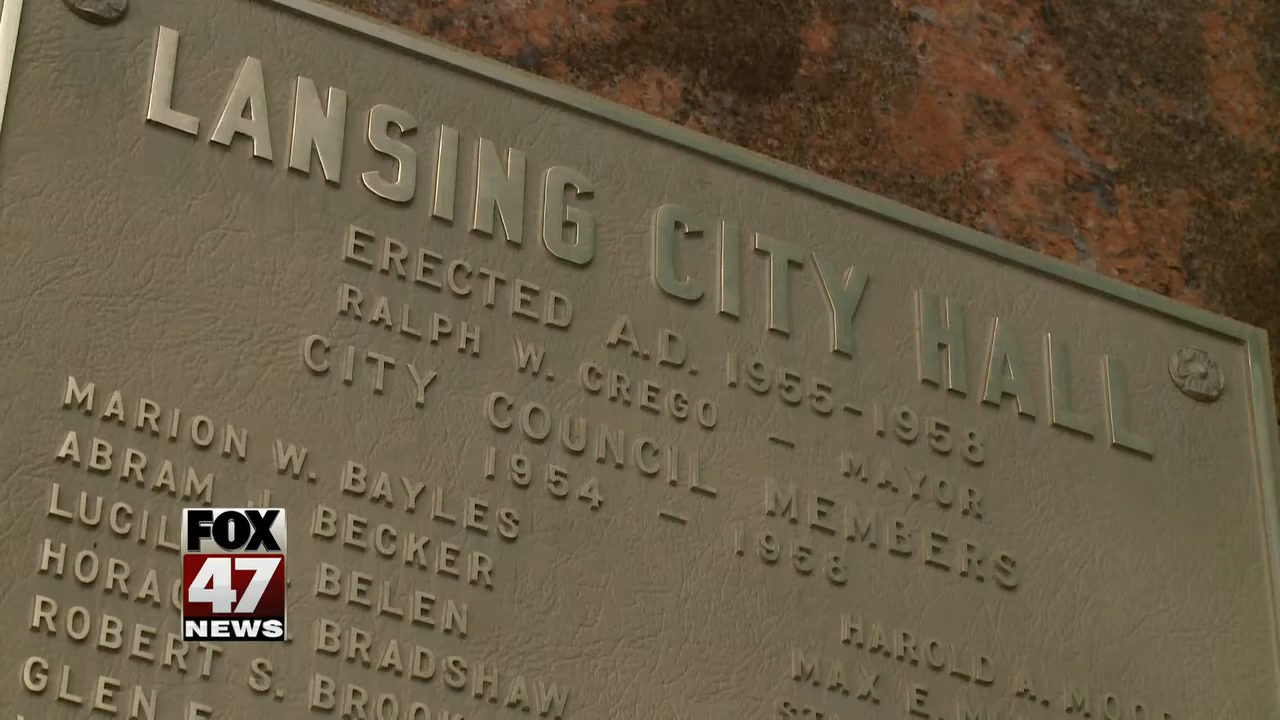 LANSING CITY HALL
ERECTED A.D. 1955-1958
RALPH W. CREGO - MAYOR
CITY COUNCIL MEMBERS
1954 - 1958
MARION W. BAYLES
ABRAM J. BECKER
BELEN
BRADSHAW
ROBERT S.
GLEN
HAROLD A.
MAX E.
FOX
47
NEWS